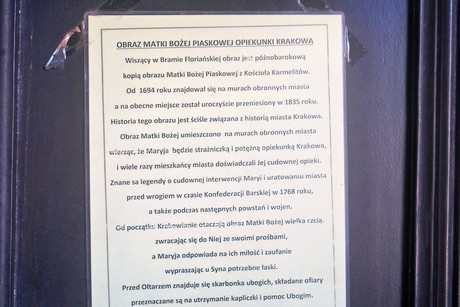 OBRAZ MATKI BOŻEJ PIASKOWEJ OPIEKUNKI KRAKOWA
Wiszący w Bramie Floriańskiej obraz jest późnobarokową
kopią obrazu Matki Bożej Piaskowej z Kościoła Karmelitów.
Od 1694 roku znajdował się na murach obronnych miasta
a na obecne miejsce został uroczyście przeniesiony w 1835 roku.
Historia tego obrazu jest ściśle związana z historią miasta Krakowa.
Obraz Matki Bożej umieszczono na murach obronnych miasta
wierząc, że Maryja będzie strażniczką i potężną opiekunką Krakowa,
i wiele razy mieszkańcy miasta doświadczali Jej cudownej opieki.
Znane są legendy o cudownej interwencji Maryi i uratowaniu miasta
przed wrogiem w czasie Konfederacji Barskiej w 1768 roku,
a także podczas następnych powstań i wojen.
Od początku Krakowianie otaczają obraz Matki Bożej wielką czcią,
zwracając się do Niej ze swoimi prośbami,
a Maryja odpowiada na ich miłość i zaufanie
wypraszając u Syna potrzebne łaski.
Przed Ołtarzem znajduje się skarbonka ubogich, składane ofiary
przeznaczane są na utrzymanie kapliczki i pomoc Ubogim.